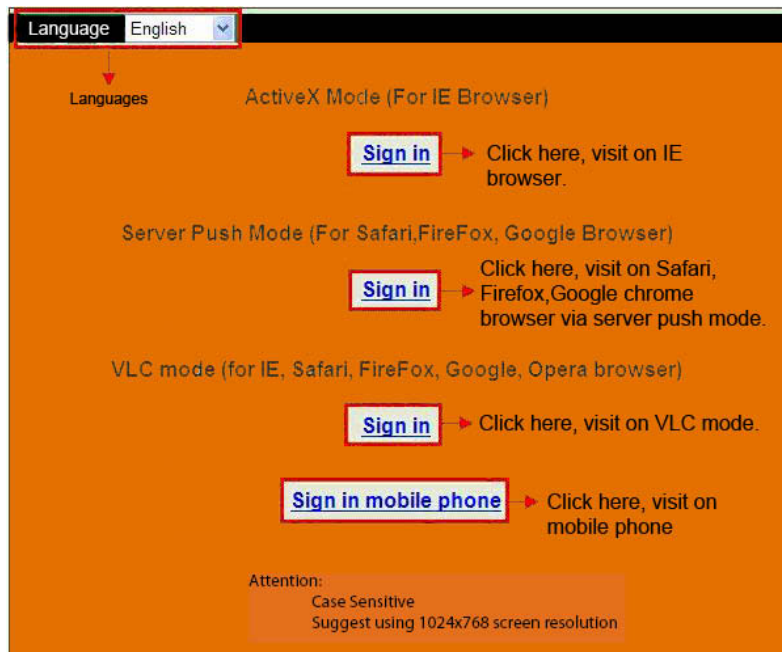 Language English
Languages
ActiveX Mode (For IE Browser)
Sign in
Click here, visit on IE
browser.
Server Push Mode (For Safari,FireFox, Google Browser)
Sign in
Click here, visit on Safari,
Firefox,Google chrome
browser via server push mode.
VLC mode (for IE, Safari, FireFox, Google, Opera browser)
Sign in
Click here, visit on VLC mode.
Sign in mobile phone
Click here, visit on
mobile phone
Attention:
Case Sensitive
Suggest using 1024x768 screen resolution